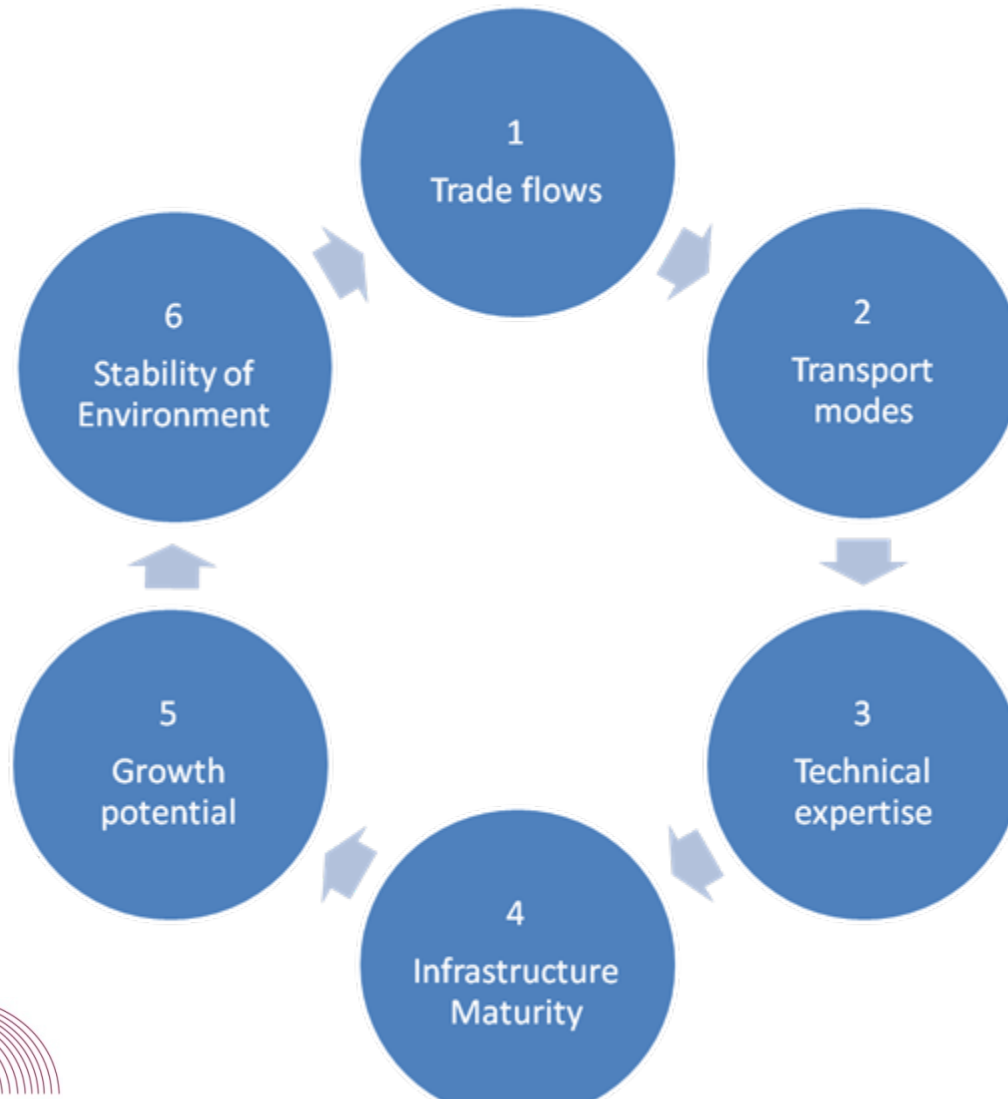 1
Trade flows
2
Transport
modes
3
Technical
expertise
4
Infrastructure
Maturity
5
Growth
potential
6
Stability of
Environment